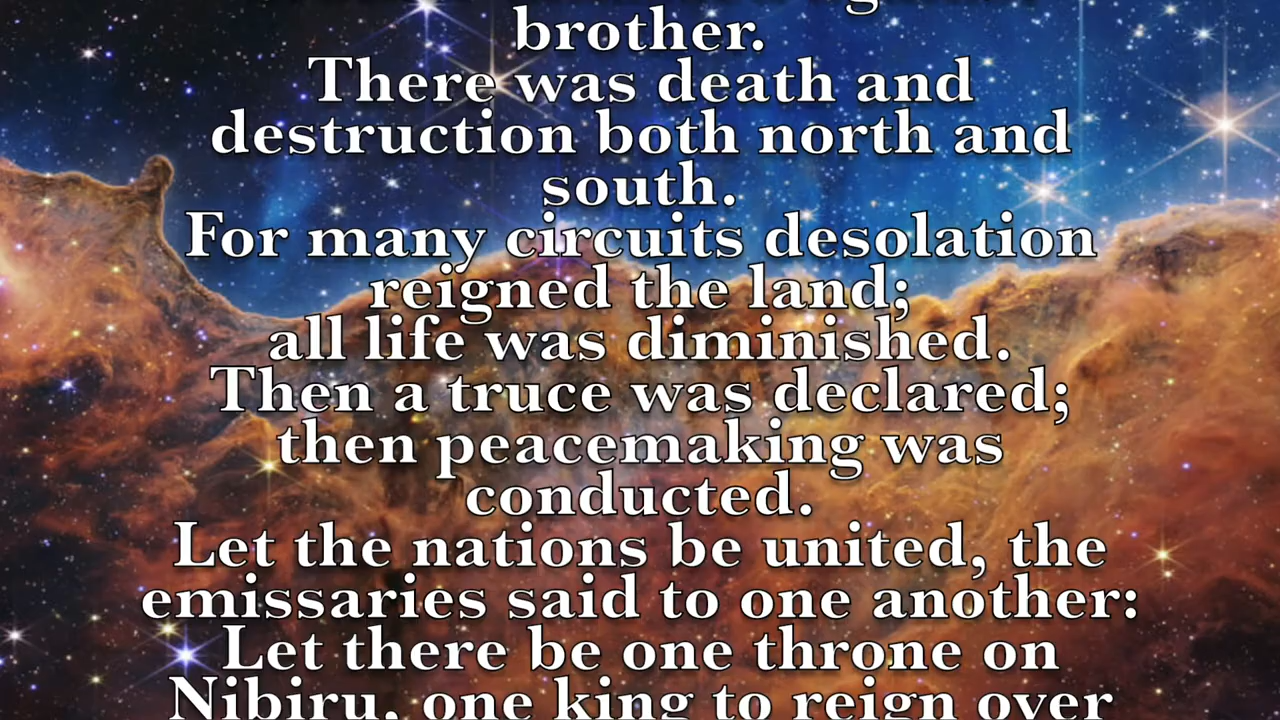 brother.
There was death and
destruction both north and
south.
For many circuits desolation
reigned the land;
all life was diminished.
Then a truce was declared;
then peacemaking was
conducted.
Let the nations be united, the
emissaries said to one another:
Let there be one throne on
Nibiru, one king to reign over